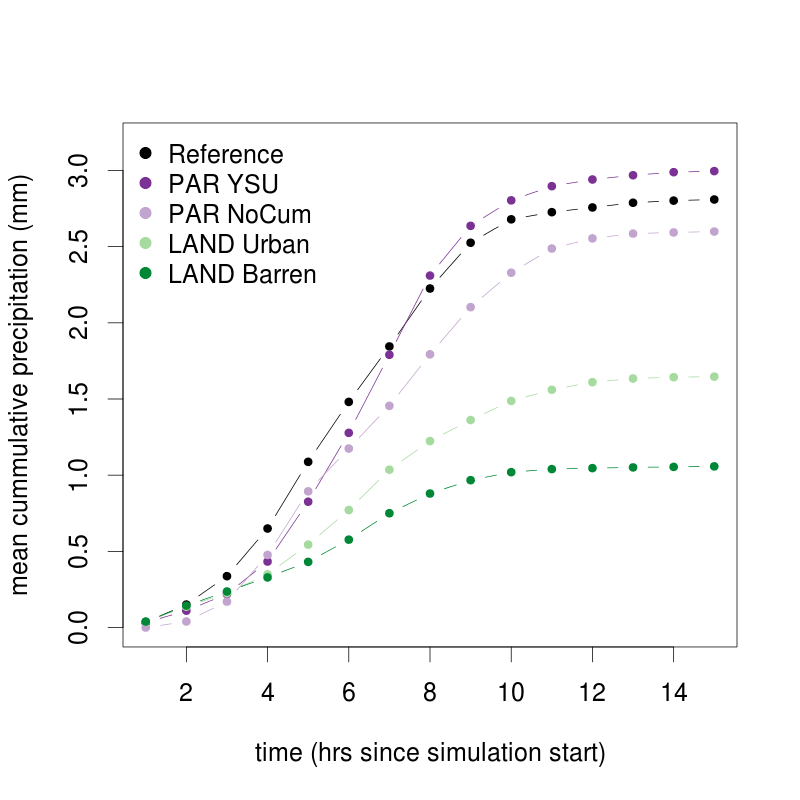 Reference
PAR YSU
PAR NoCum
LAND Urban
LAND Barren
mean cummulative precipitation (mm)
3.0
2.5
2.0
1.5
1.0
0.5
0.0
2 4 6 8 10 12 14
time (hrs since simulation start)